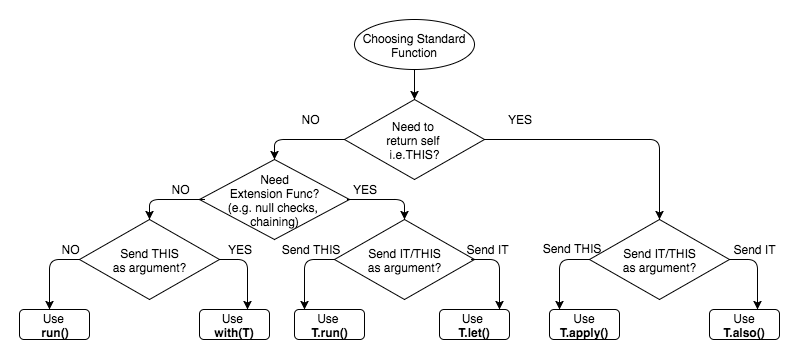 Choosing Standard
Function
NO
YES
Need to
return self
i.e.THIS?
NO
Need
Extension Func?
(e.g. null checks,
chaining)
YES
NO
Send THIS
as argument?
YES
Send THIS
Send IT/THIS
as argument?
Send IT
Send THIS
Send IT/THIS
as argument?
Send IT
Use
run()
Use
with(T)
Use
T.run()
Use
T.let()
Use
T.apply()
Use
T.also()